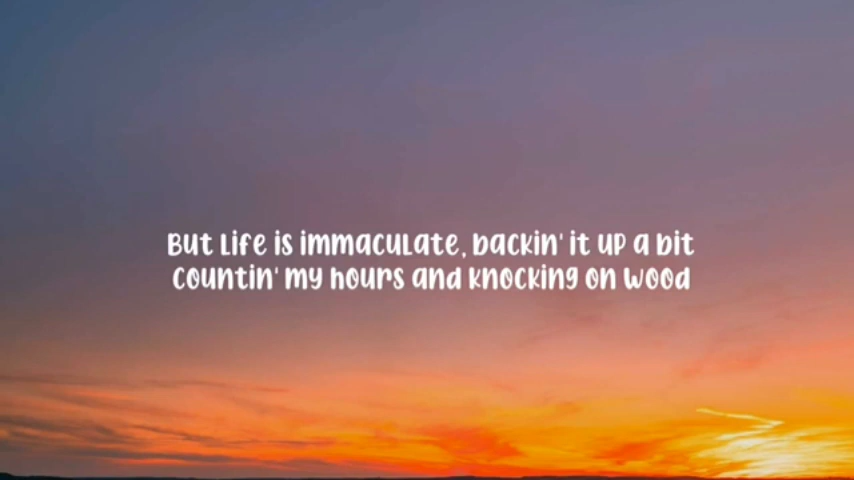 But Life is immaculate, backin' it up a bit
Countin' my hours and knocking on wood